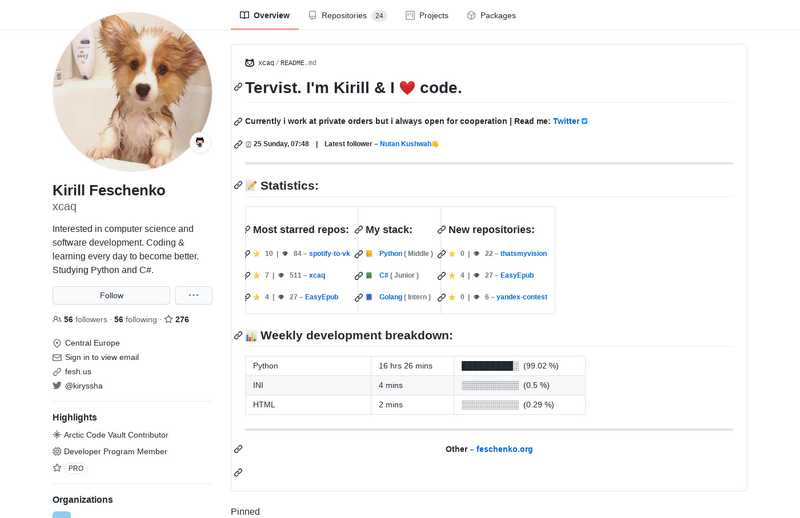 Overview Repositories 24 Projects Packages
Kirill Feschenko
xcaq
Interested in computer science and
software development. Coding &
learning every day to become better.
Studying Python and C#.
Follow ...
56 followers · 56 following · 276
Central Europe
Sign in to view email
fesh.us
@kiryssha
Highlights
Arctic Code Vault Contributor
Developer Program Member
PRO
Organizations
xcaq / README.md
Tervist. I'm Kirill & I ❤️ code.
Currently i work at private orders but i always open for cooperation | Read me: Twitter
25 Sunday, 07:48 | Latest follower – Nutan Kushwah👏
📝 Statistics:
Most starred repos: My stack: New repositories:
⭐ 10 | 👁 84 – spotify-to-vk 📙 Python ( Middle ) ⭐ 0 | 👁 22 – thatsmyvision
⭐ 7 | 👁 511 – xcaq 📗 C# ( Junior ) ⭐ 4 | 👁 27 – EasyEpub
⭐ 4 | 👁 27 – EasyEpub 📘 Golang ( Intern ) ⭐ 0 | 👁 6 – yandex-contest
📊 Weekly development breakdown:
Python 16 hrs 26 mins (99.02 %)
INI 4 mins (0.5 %)
HTML 2 mins (0.29 %)
Other – feschenko.org
Pinned